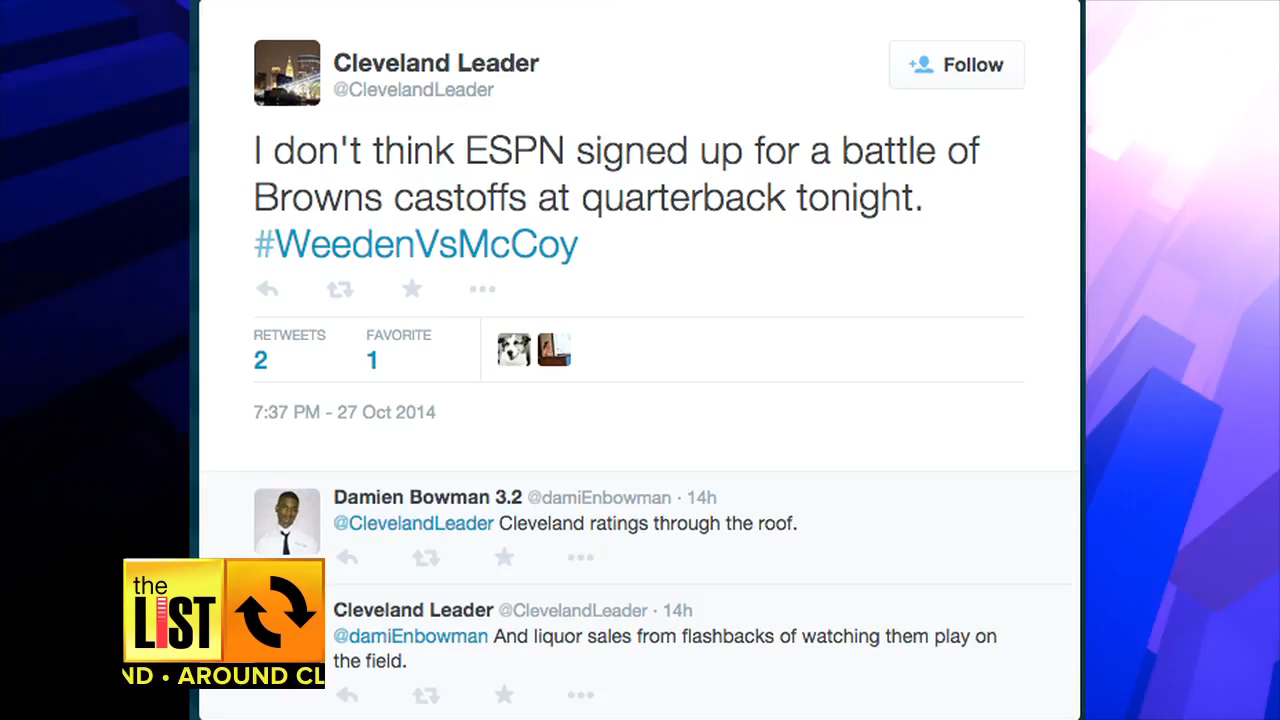 Cleveland Leader
@ClevelandLeader
Follow
I don't think ESPN signed up for a battle of
Browns castoffs at quarterback tonight.
#WeedenVsMcCoy
RETWEETS
2
FAVORITE
1
7:37 PM - 27 Oct 2014
Damien Bowman 3.2 @damiEnbowman · 14h
@ClevelandLeader Cleveland ratings through the roof.
Cleveland Leader @ClevelandLeader · 14h
@damiEnbowman And liquor sales from flashbacks of watching them play on
the field.
the
LIST
ND • AROUND CL